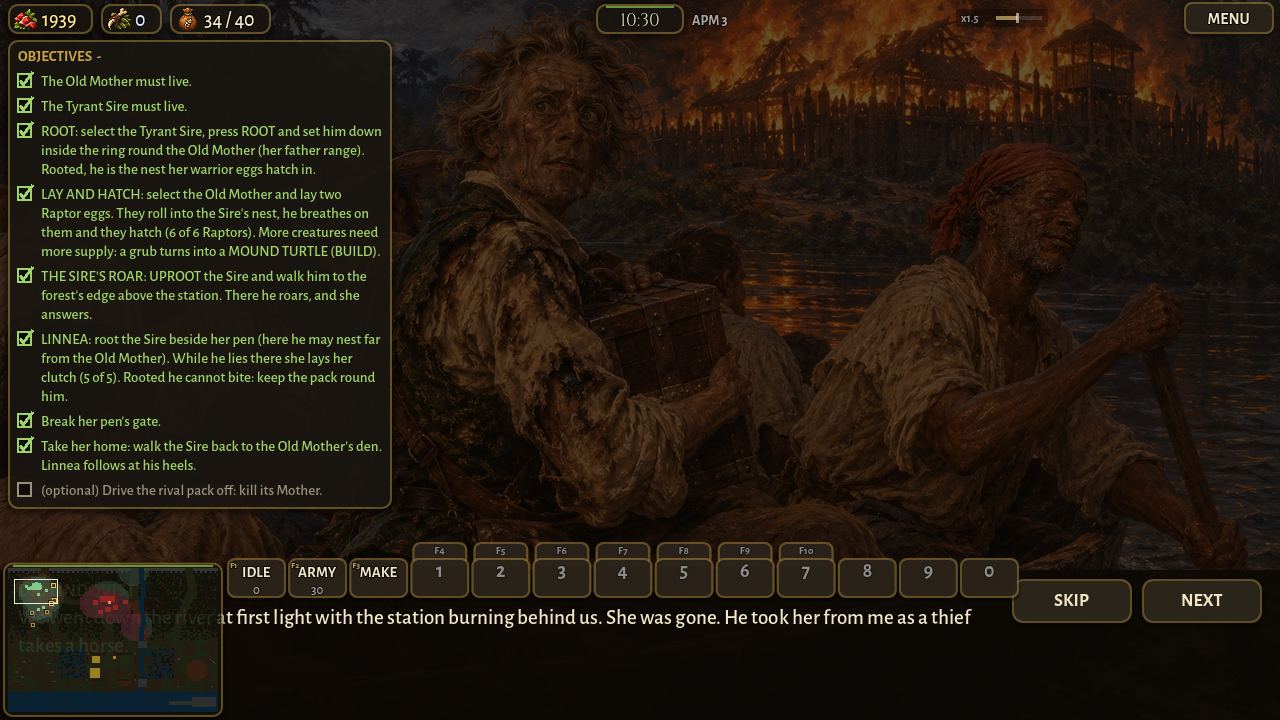 1939
0
34 / 40
10:30
APM 3
x1.5
MENU
OBJECTIVES -
The Old Mother must live.
The Tyrant Sire must live.
ROOT: select the Tyrant Sire, press ROOT and set him down
inside the ring round the Old Mother (her father range).
Rooted, he is the nest her warrior eggs hatch in.
LAY AND HATCH: select the Old Mother and lay two
Raptor eggs. They roll into the Sire's nest, he breathes on
them and they hatch (6 of 6 Raptors). More creatures need
more supply: a grub turns into a MOUND TURTLE (BUILD).
THE SIRE'S ROAR: UPROOT the Sire and walk him to the
forest's edge above the station. There he roars, and she
answers.
LINNEA: root the Sire beside her pen (here he may nest far
from the Old Mother). While he lies there she lays her
clutch (5 of 5). Rooted he cannot bite: keep the pack round
him.
Break her pen's gate.
Take her home: walk the Sire back to the Old Mother's den.
Linnea follows at his heels.
(optional) Drive the rival pack off: kill its Mother.
F4 F5 F6 F7 F8 F9 F10
F1 IDLE 0
F2 ARMY 30
F3 MAKE
1 2 3 4 5 6 7 8 9 0
SKIP
NEXT
went down the river at first light with the station burning behind us. She was gone. He took her from me as a thief
takes a horse.